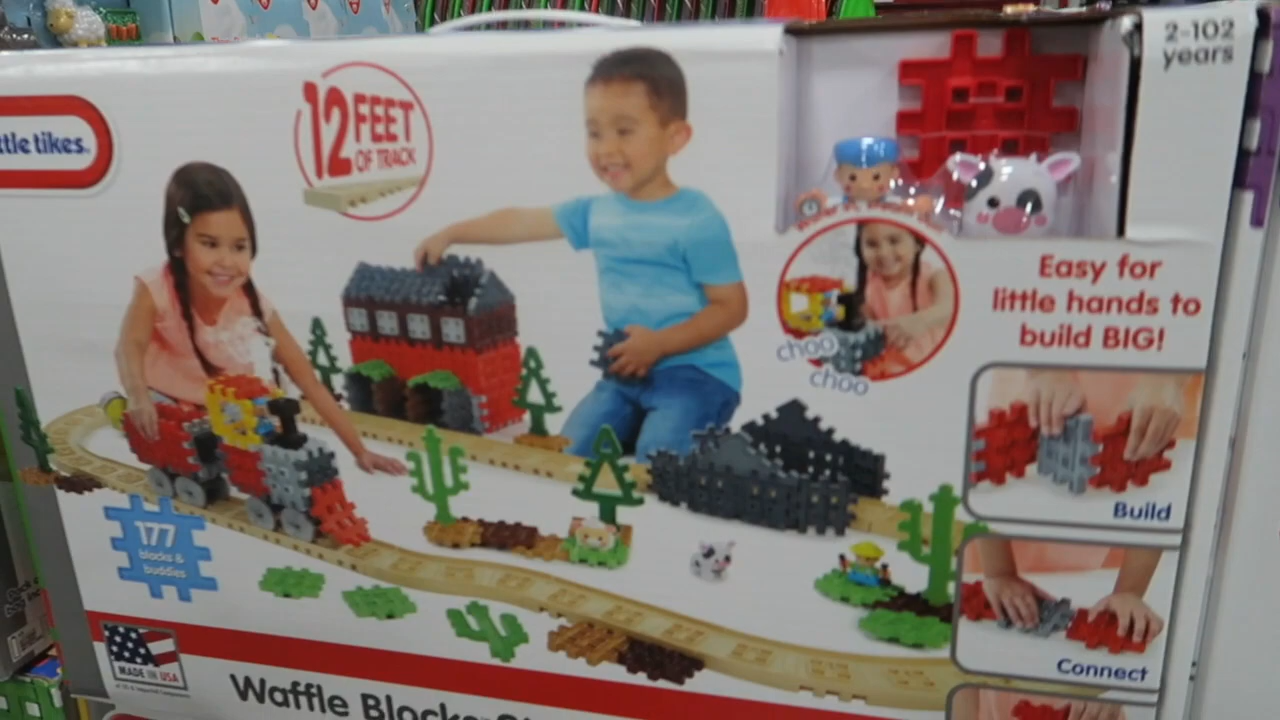 2-102
years
ttle tikes
12 FEET
OF TRACK
Easy for
little hands to
build BIG!
choo
choo
Build
177
blocks &
buddies
Connect
MADE IN USA
Waffle Blocks